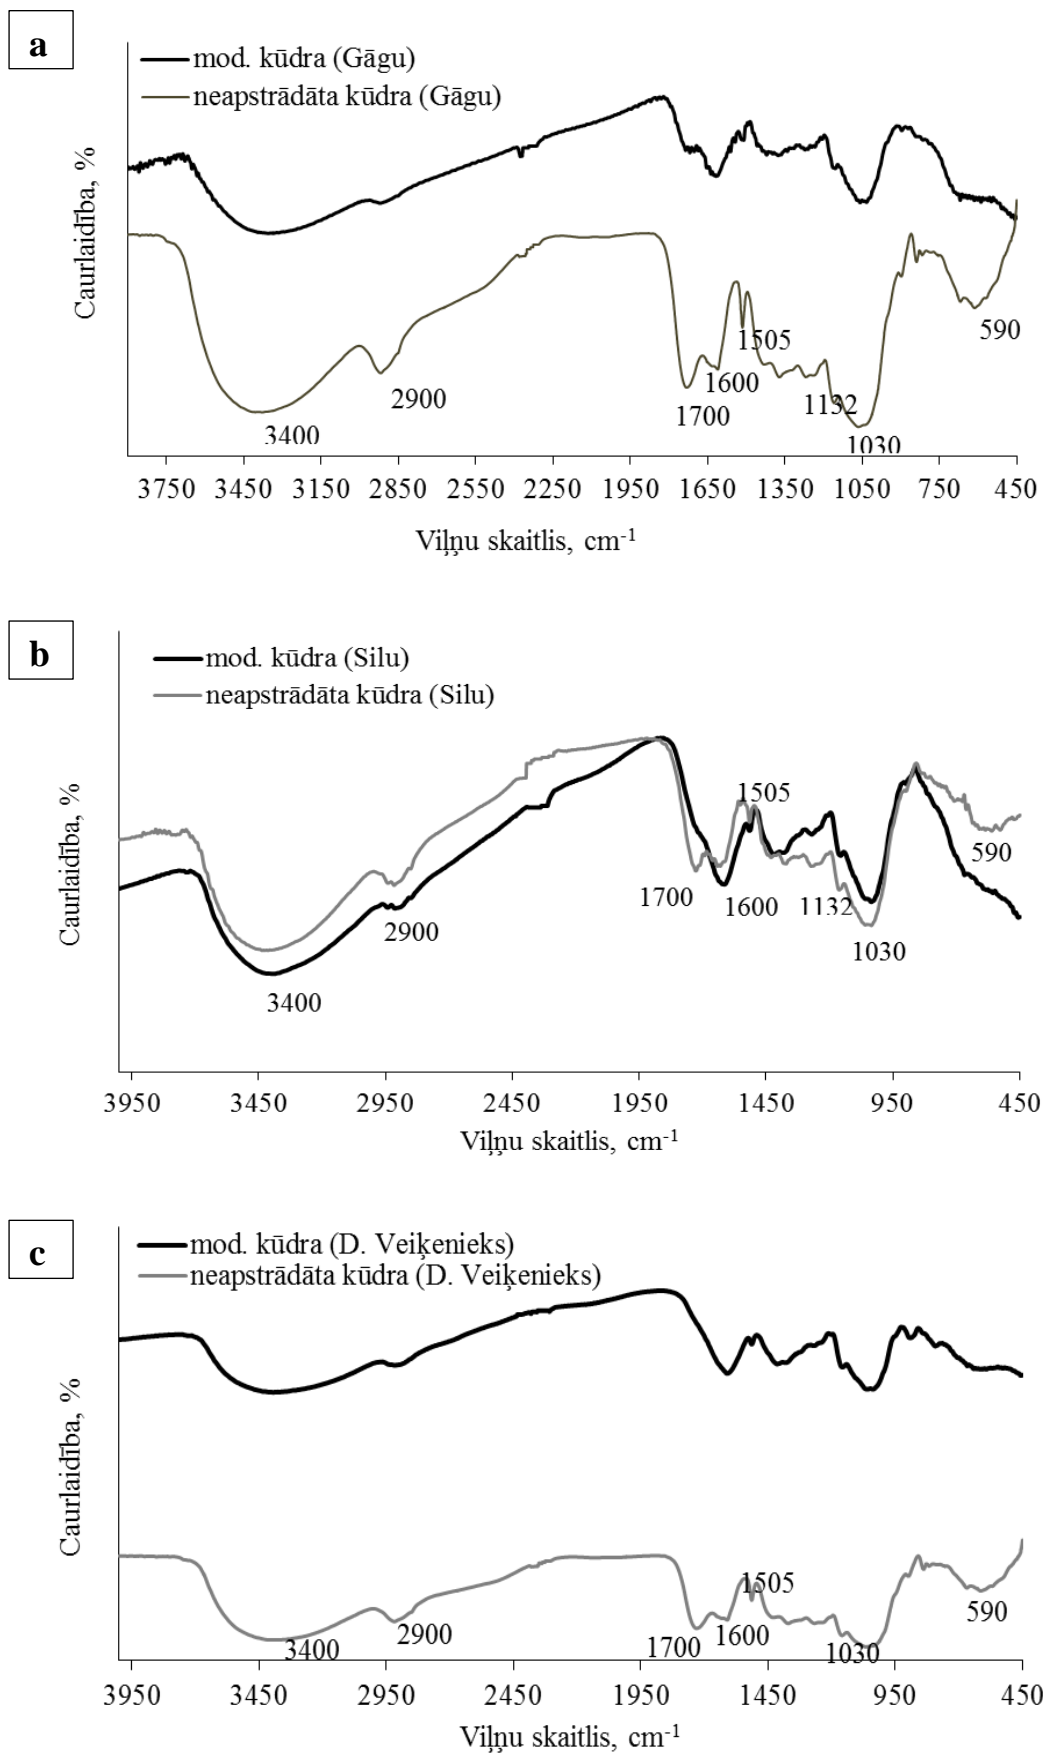 a
mod. kūdra (Gāgu)
neapstrādāta kūdra (Gāgu)
Caurlaidība, %
1505
590
1600
2900
1700
1132
3400
1030
3750 3450 3150 2850 2550 2250 1950 1650 1350 1050 750 450
Viļņu skaitlis, cm-1
b
mod. kūdra (Silu)
neapstrādāta kūdra (Silu)
Caurlaidība, %
1505
590
1700
1600
1132
2900
1030
3400
3950 3450 2950 2450 1950 1450 950 450
Viļņu skaitlis, cm-1
c
mod. kūdra (D. Veiķenieks)
neapstrādāta kūdra (D. Veiķenieks)
Caurlaidība, %
1505
590
2900
1600
3400
1700
1030
3950 3450 2950 2450 1950 1450 950 450
Viļņu skaitlis, cm-1